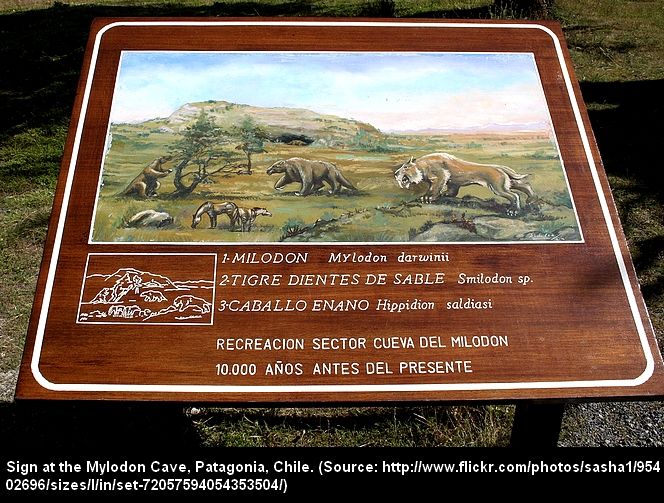 1-MILODON Mylodon darwinii
2-TIGRE DIENTES DE SABLE Smilodon sp.
3-CABALLO ENANO Hippidion saldiasi
RECREACION SECTOR CUEVA DEL MILODON
10.000 AÑOS ANTES DEL PRESENTE
Sign at the Mylodon Cave, Patagonia, Chile. (Source: http://www.flickr.com/photos/sasha1/954
02696/sizes/l/in/set-72057594054353504/)